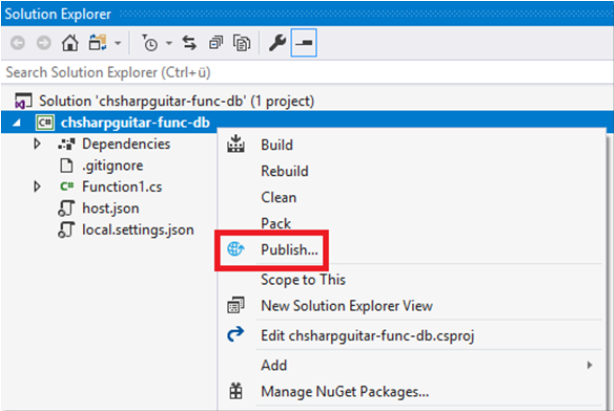 Solution Explorer
Search Solution Explorer (Ctrl+ü)
Solution 'chsharpguitar-func-db' (1 project)
C# chsharpguitar-func-db
Dependencies
.gitignore
C# Function1.cs
host.json
local.settings.json
Build
Rebuild
Clean
Pack
Publish...
Scope to This
New Solution Explorer View
Edit chsharpguitar-func-db.csproj
Add
Manage NuGet Packages...